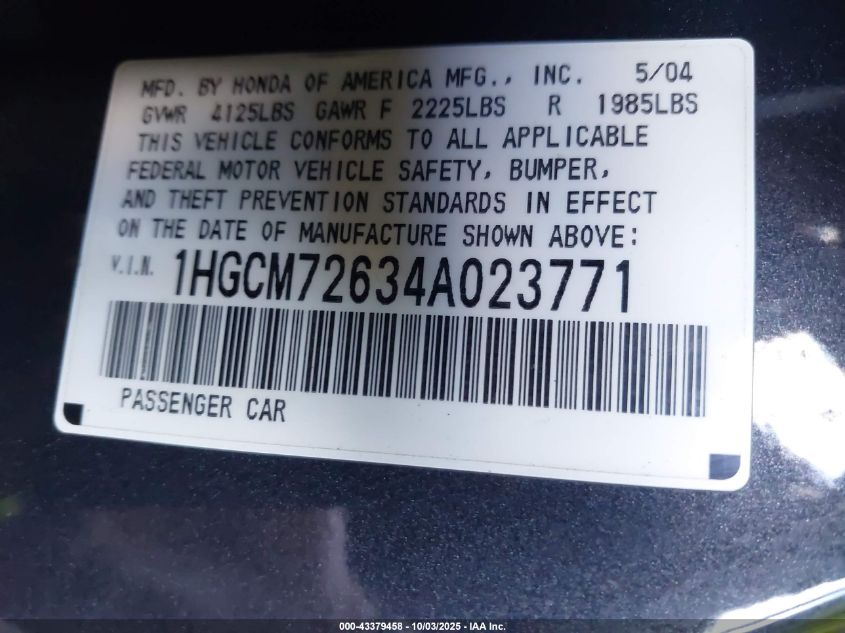 MFD. BY HONDA OF AMERICA MFG., INC. 5/04
GVWR 4125LBS GAWR F 2225LBS R 1985LBS
THIS VEHICLE CONFORMS TO ALL APPLICABLE
FEDERAL MOTOR VEHICLE SAFETY, BUMPER,
AND THEFT PREVENTION STANDARDS IN EFFECT
ON THE DATE OF MANUFACTURE SHOWN ABOVE:
V.I.N. 1HGCM72634A023771
PASSENGER CAR
000-43379458 - 10/03/2025 - IAA Inc.